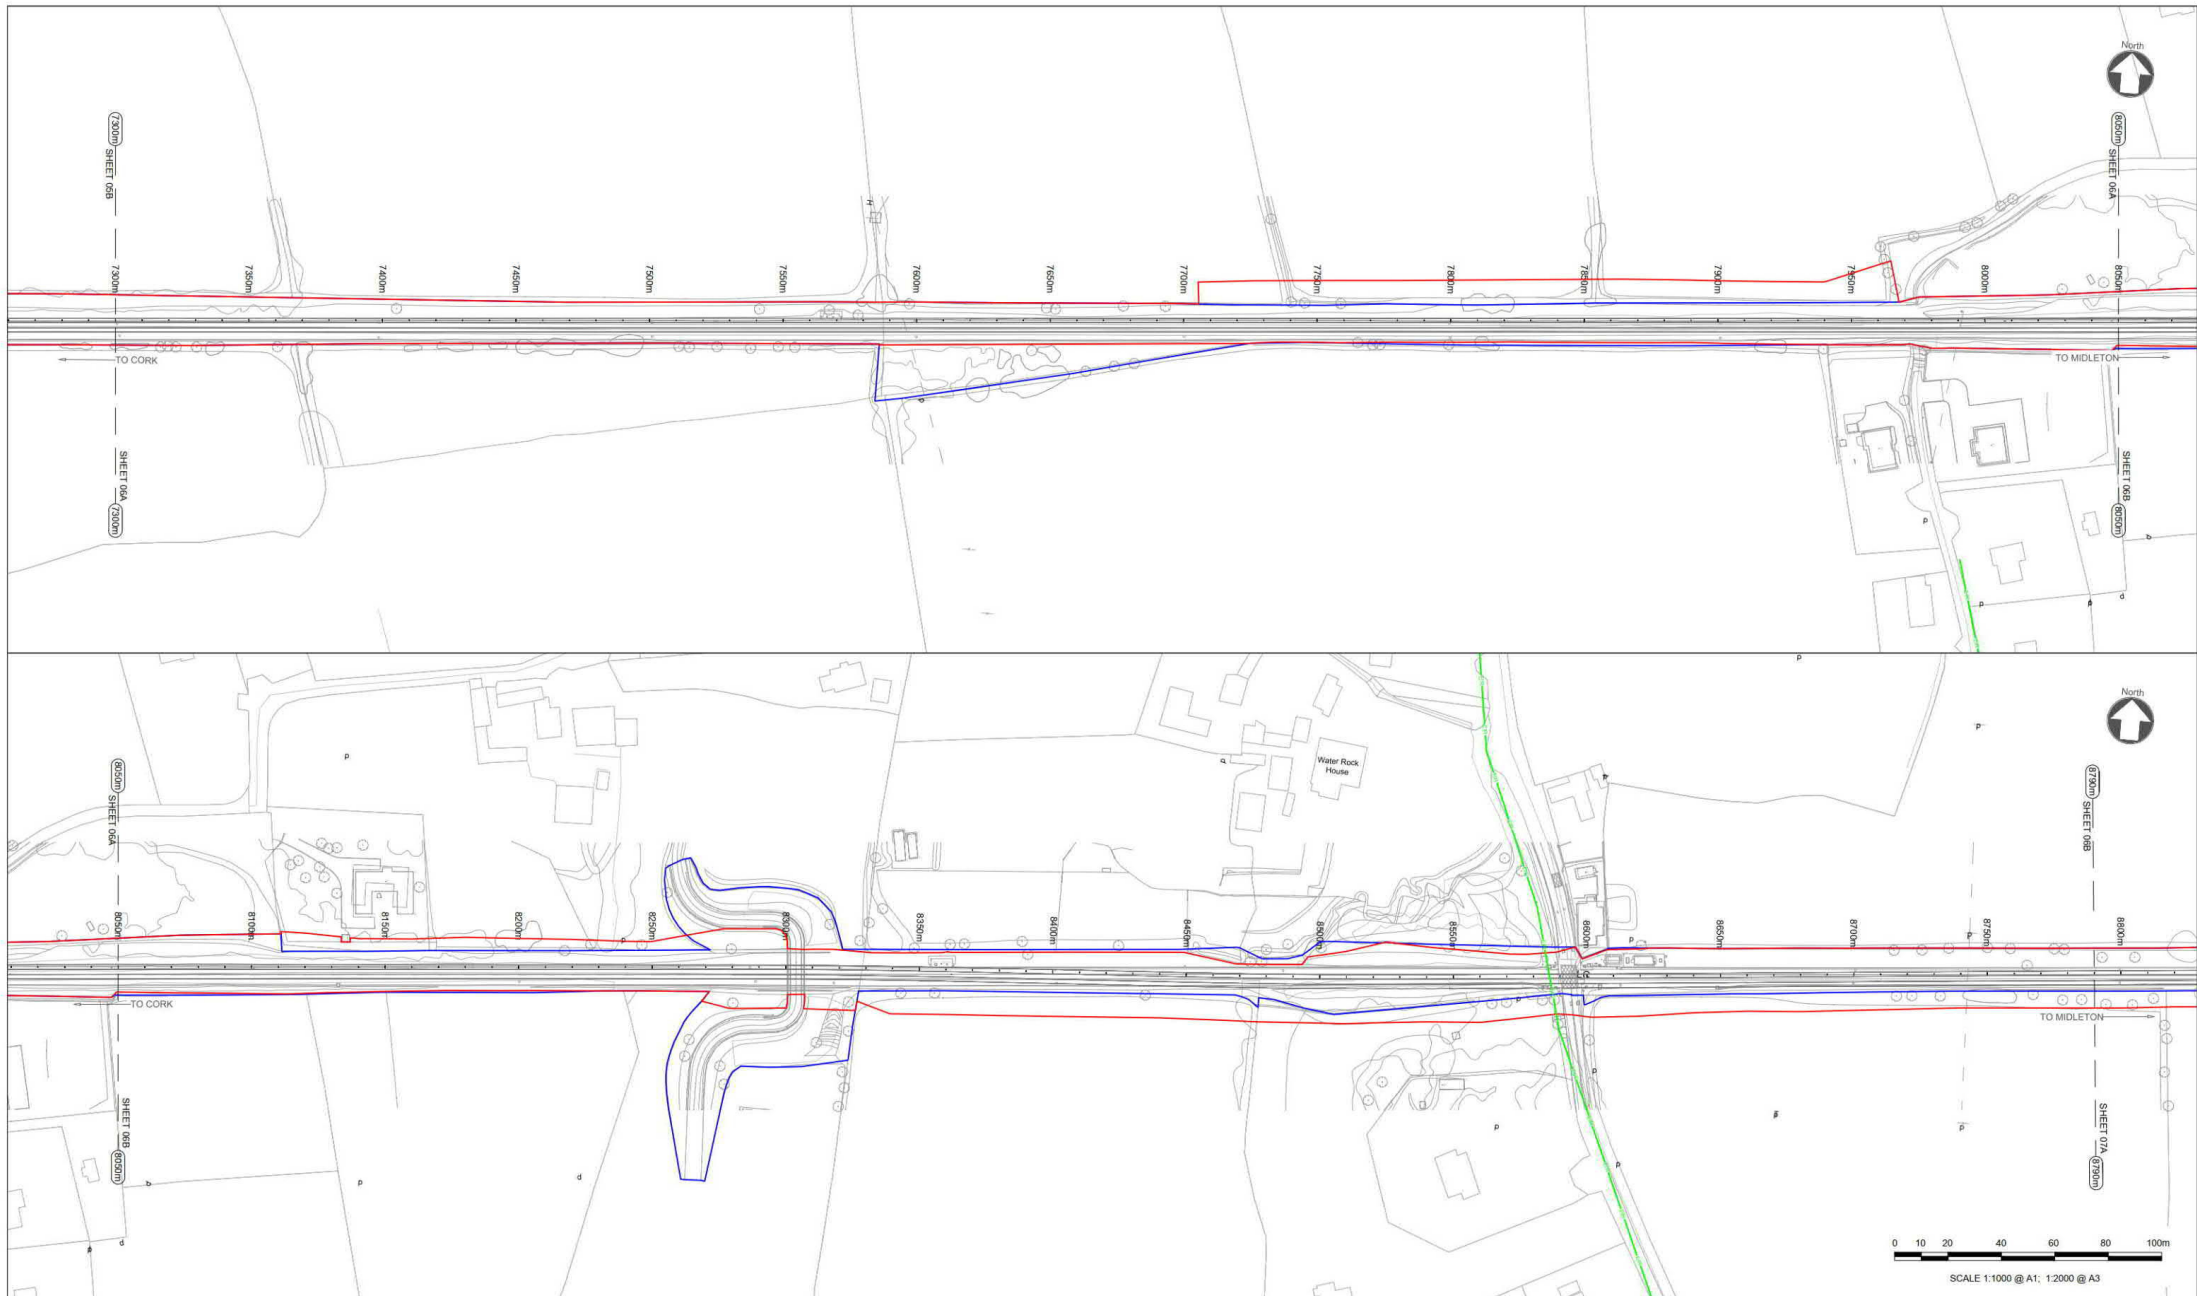 North
7300m
SHEET 05B
8050m
SHEET 06A
7300m
7350m
7400m
7450m
7500m
7550m
7600m
7650m
7700m
7750m
7800m
7850m
7900m
7950m
8000m
8050m
H
TO CORK
TO MIDLETON
SHEET 06A
7300m
SHEET 06B
8050m
North
8050m
SHEET 06A
8790m
SHEET 06B
Water Rock
House
8050m
8100m
8150m
8200m
8250m
8300m
8350m
8400m
8450m
8500m
8550m
8600m
8650m
8700m
8750m
8800m
TO CORK
TO MIDLETON
SHEET 06B
8050m
SHEET 07A
8790m
0 10 20 40 60 80 100m
SCALE 1:1000 @ A1; 1:2000 @ A3